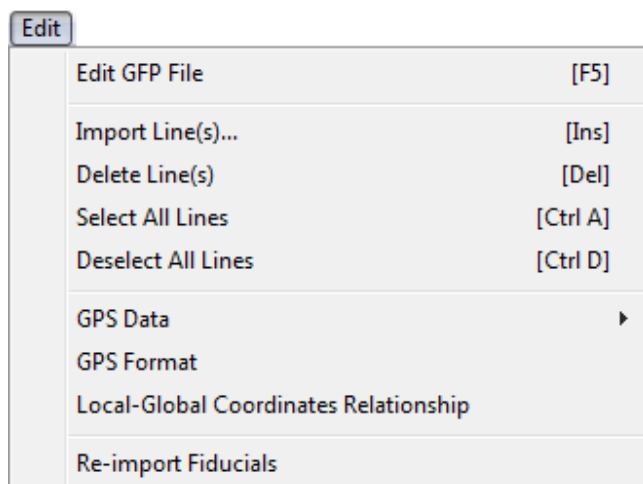 Edit
Edit GFP File [F5]
Import Line(s)... [Ins]
Delete Line(s) [Del]
Select All Lines [Ctrl A]
Deselect All Lines [Ctrl D]
GPS Data
GPS Format
Local-Global Coordinates Relationship
Re-import Fiducials